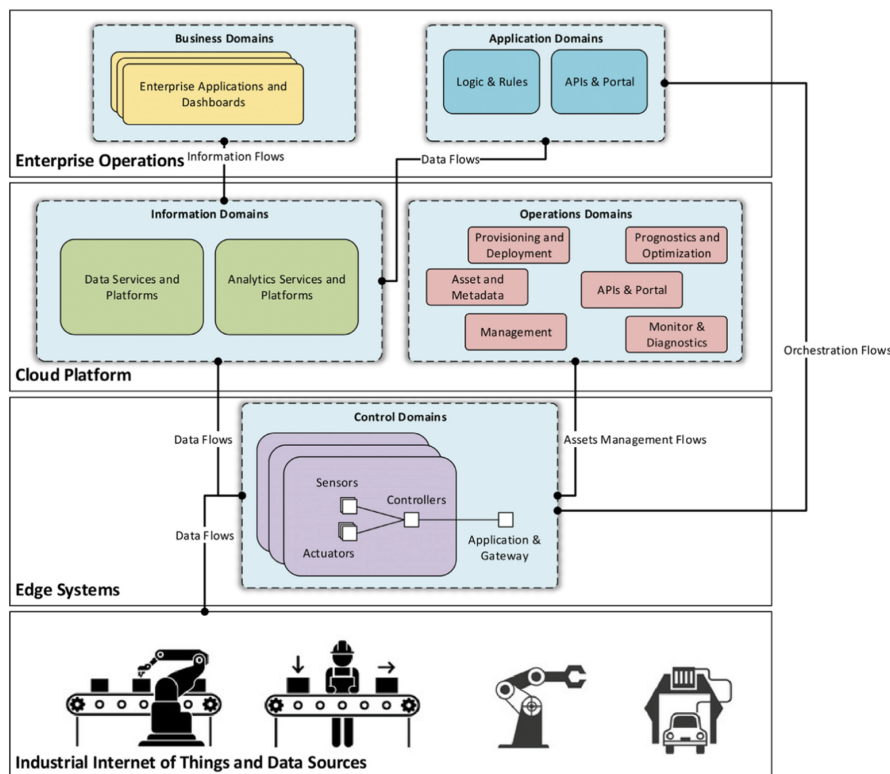 Business Domains
Enterprise Applications and
Dashboards
Application Domains
Logic & Rules
APIs & Portal
Enterprise Operations
Information Flows
Data Flows
Information Domains
Data Services and
Platforms
Analytics Services and
Platforms
Operations Domains
Provisioning and
Deployment
Prognostics and
Optimization
Asset and
Metadata
APIs & Portal
Management
Monitor &
Diagnostics
Cloud Platform
Orchestration Flows
Control Domains
Data Flows
Assets Management Flows
Sensors
Controllers
Actuators
Application &
Gateway
Data Flows
Edge Systems
Industrial Internet of Things and Data Sources